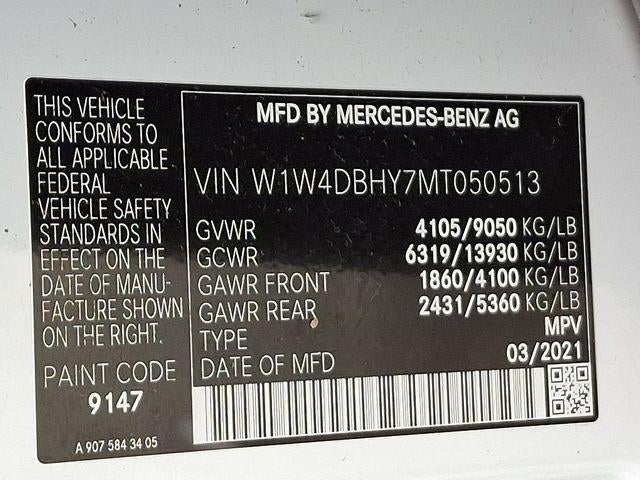 THIS VEHICLE
CONFORMS TO
ALL APPLICABLE
FEDERAL
VEHICLE SAFETY
STANDARDS IN
EFFECT ON THE
DATE OF MANU-
FACTURE SHOWN
ON THE RIGHT.
PAINT CODE
9147
A 907 584 34 05
MFD BY MERCEDES-BENZ AG
VIN W1W4DBHY7MT050513
GVWR 4105/9050 KG/LB
GCWR 6319/13930 KG/LB
GAWR FRONT 1860/4100 KG/LB
GAWR REAR 2431/5360 KG/LB
TYPE MPV
DATE OF MFD 03/2021